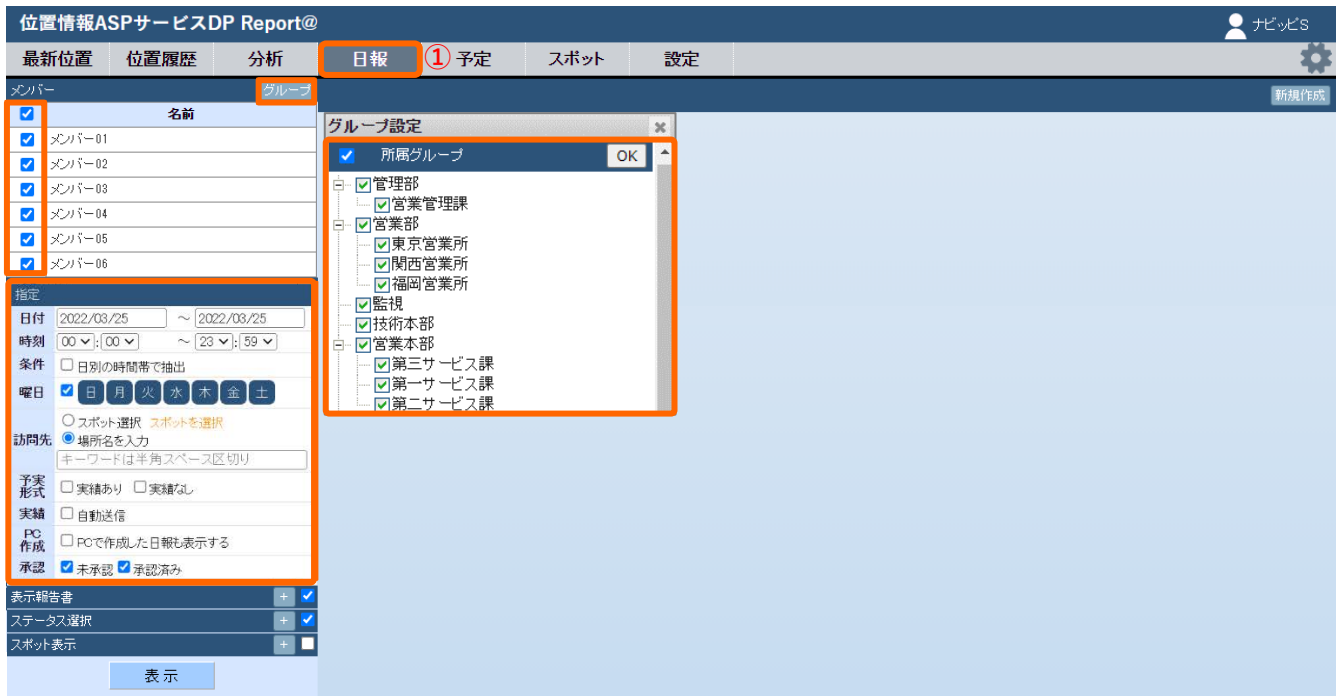 位置情報ASPサービスDP Report@
ナビッピS
最新位置 位置履歴 分析 日報 ① 予定 スポット 設定
メンバー グループ
新規作成
名前
メンバー01
メンバー02
メンバー03
メンバー04
メンバー05
メンバー06
グループ設定
所属グループ OK
管理部
営業管理課
営業部
東京営業所
関西営業所
福岡営業所
監視
技術本部
営業本部
第三サービス課
第一サービス課
第二サービス課
指定
日付 2022/03/25 ～ 2022/03/25
時刻 00 : 00 ～ 23 : 59
条件 日別の時間帯で抽出
曜日 日 月 火 水 木 金 土
訪問先 スポット選択 スポットを選択
場所名を入力
キーワードは半角スペース区切り
予実形式 実績あり 実績なし
実績 自動送信
PC作成 PCで作成した日報も表示する
承認 未承認 承認済み
表示報告書 +
ステータス選択 +
スポット表示 +
表示